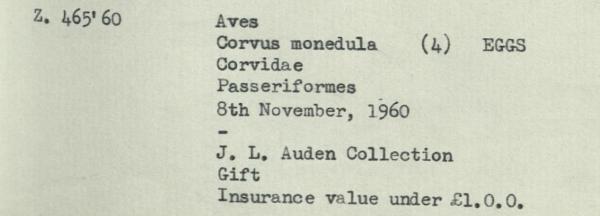 Z. 465'60 Aves
Corvus monedula (4) EGGS
Corvidae
Passeriformes
8th November, 1960
-
J. L. Auden Collection
Gift
Insurance value under £1.0.0.